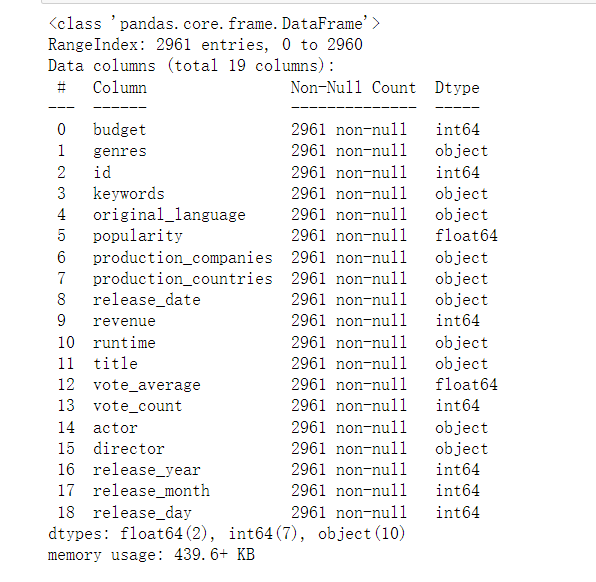 <class 'pandas.core.frame.DataFrame'>
RangeIndex: 2961 entries, 0 to 2960
Data columns (total 19 columns):
 #   Column                Non-Null Count  Dtype
---  ------                --------------  -----
 0   budget                2961 non-null   int64
 1   genres                2961 non-null   object
 2   id                    2961 non-null   int64
 3   keywords              2961 non-null   object
 4   original_language     2961 non-null   object
 5   popularity            2961 non-null   float64
 6   production_companies  2961 non-null   object
 7   production_countries  2961 non-null   object
 8   release_date          2961 non-null   object
 9   revenue               2961 non-null   int64
 10  runtime               2961 non-null   object
 11  title                 2961 non-null   object
 12  vote_average          2961 non-null   float64
 13  vote_count            2961 non-null   int64
 14  actor                 2961 non-null   object
 15  director              2961 non-null   object
 16  release_year          2961 non-null   int64
 17  release_month         2961 non-null   int64
 18  release_day           2961 non-null   int64
dtypes: float64(2), int64(7), object(10)
memory usage: 439.6+ KB